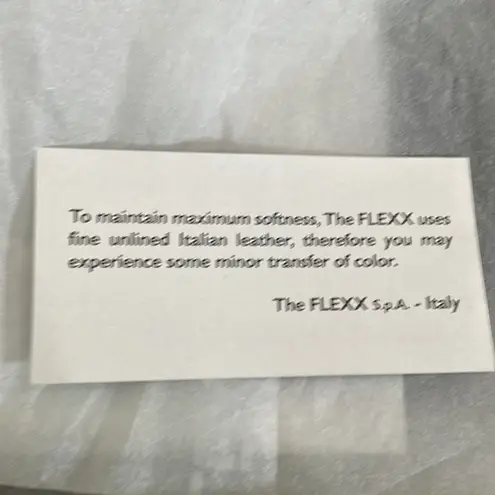 To maintain maximum softness, The FLEXX uses
fine unlined Italian leather, therefore you may
experience some minor transfer of color.
The FLEXX S.p.A. - Italy